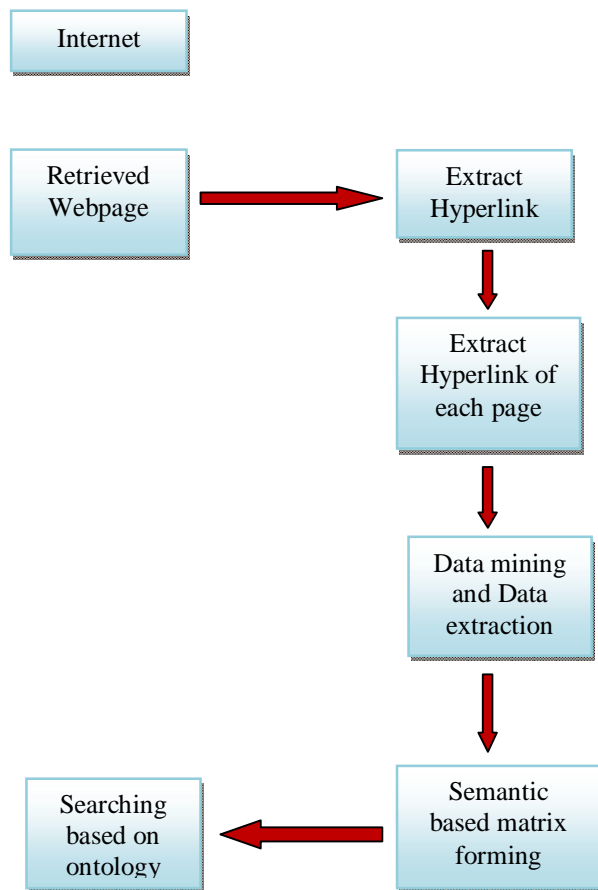 Internet
Retrieved
Webpage
Extract
Hyperlink
Extract
Hyperlink of
each page
Data mining
and Data
extraction
Semantic
based matrix
forming
Searching
based on
ontology